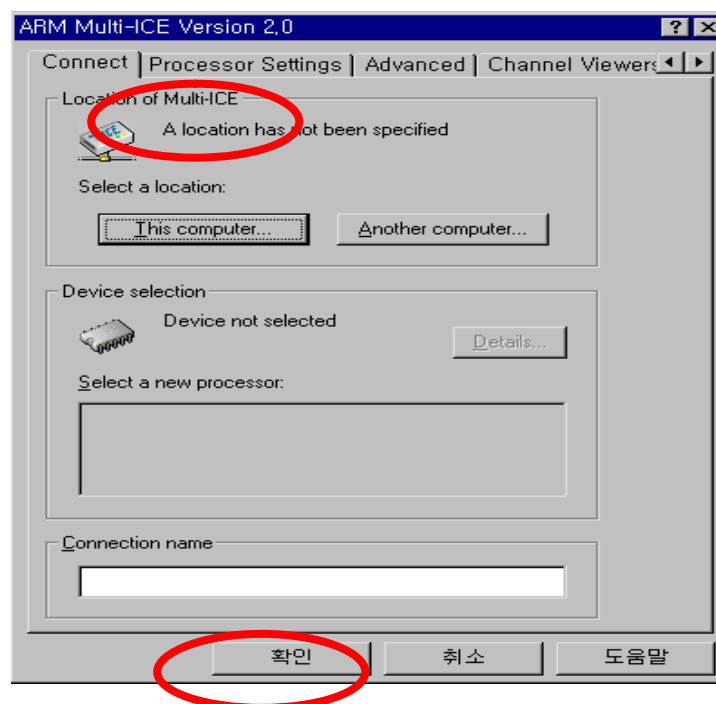 ARM Multi-ICE Version 2,0
Connect Processor Settings Advanced Channel Viewers
Location of Multi-ICE
A location has not been specified
Select a location:
This computer... Another computer...
Device selection
Device not selected
Details...
Select a new processor:
Connection name
확인 취소 도움말